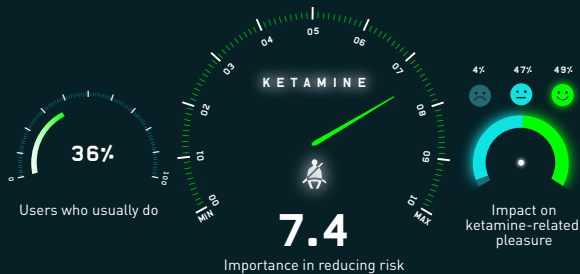 KETAMINE
00
01
02
03
04
05
06
07
08
09
10
MIN
MAX
7.4
Importance in reducing risk
0
100
36%
Users who usually do
4%
47%
49%
Impact on
ketamine-related
pleasure